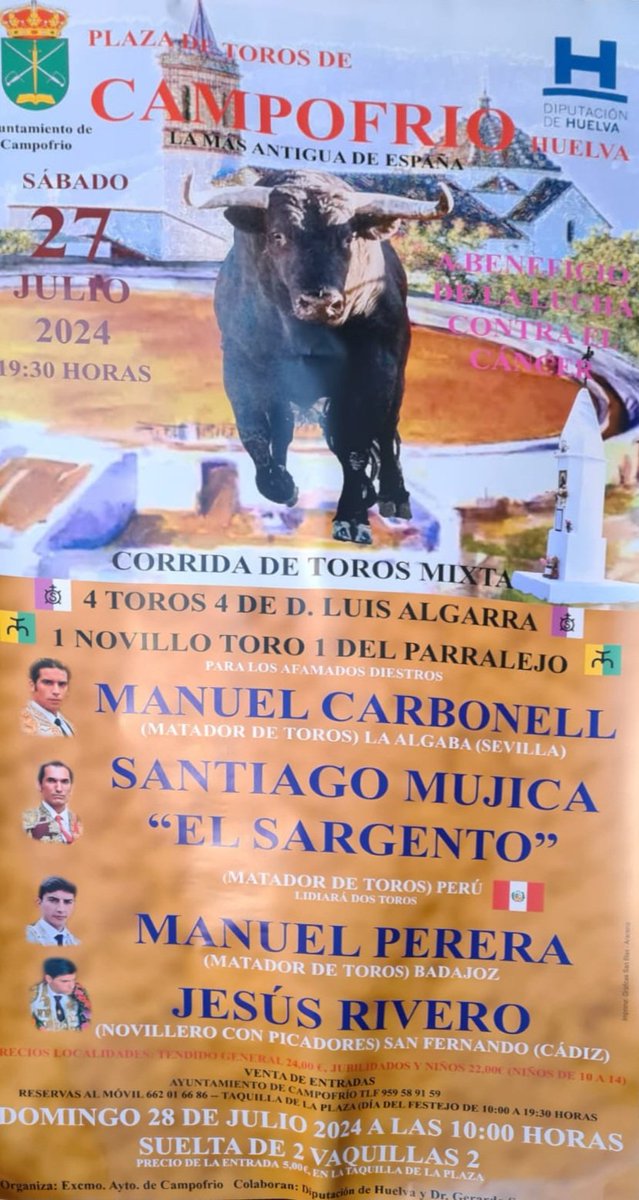 PLAZA DE TOROS DE
CAMPOFRIO
LA MÁS ANTIGUA DE ESPAÑA
HUELVA
DIPUTACIÓN
DE HUELVA
untamiento de
Campofrio
SÁBADO
27
JULIO
2024
19:30 HORAS
A BENEFICIO
DE LA LUCHA
CONTRA EL
CÁNCER
CORRIDA DE TOROS MIXTA
4 TOROS 4 DE D. LUIS ALGARRA
1 NOVILLO TORO 1 DEL PARRALEJO
PARA LOS AFAMADOS DIESTROS
MANUEL CARBONELL
(MATADOR DE TOROS) LA ALGABA (SEVILLA)
SANTIAGO MUJICA
“EL SARGENTO”
(MATADOR DE TOROS) PERÚ
LIDIARÁ DOS TOROS
MANUEL PERERA
(MATADOR DE TOROS) BADAJOZ
JESÚS RIVERO
(NOVILLERO CON PICADORES) SAN FERNANDO (CÁDIZ)
PRECIOS LOCALIDADES: TENDIDO GENERAL 24,00 €, JUBILIDADOS Y NIÑOS 22,00€ (NIÑOS DE 10 A 14)
VENTA DE ENTRADAS
AYUNTAMIENTO DE CAMPOFRÍO TLF 959 58 91 59
RESERVAS AL MÓVIL 662 01 66 86 -- TAQUILLA DE LA PLAZA (DÍA DEL FESTEJO DE 10:00 A 19:30 HORAS
DOMINGO 28 DE JULIO 2024 A LAS 10:00 HORAS
SUELTA DE 2 VAQUILLAS 2
PRECIO DE LA ENTRADA 5,00€, EN LA TAQUILLA DE LA PLAZA
Organiza: Excmo. Ayto. de Campofrio Colaboran: Diputación de Huelva y Dr. Gerardo